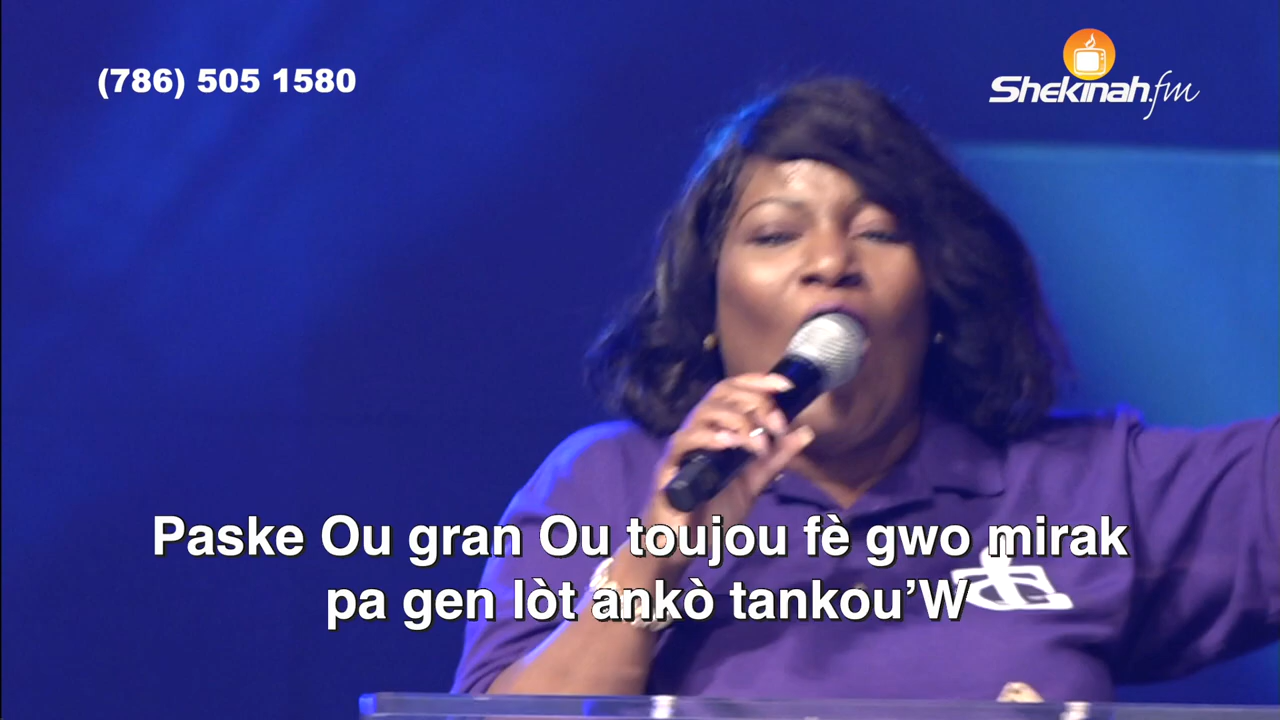 (786) 505 1580
Shekinah.fm
Paske Ou gran Ou toujou fè gwo mirak
pa gen lòt ankò tankou’W